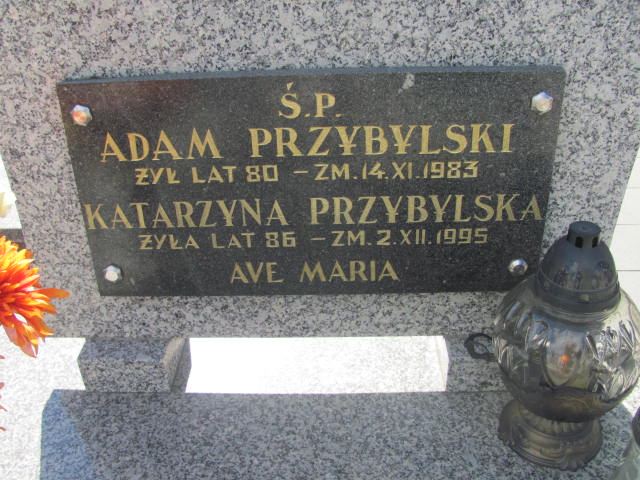 Ś.P.
ADAM PRZYBYLSKI
ŻYŁ LAT 80 – ZM. 14.XI.1983
KATARZYNA PRZYBYLSKA
ŻYŁA LAT 86 – ZM. 2.XII.1995
AVE MARIA